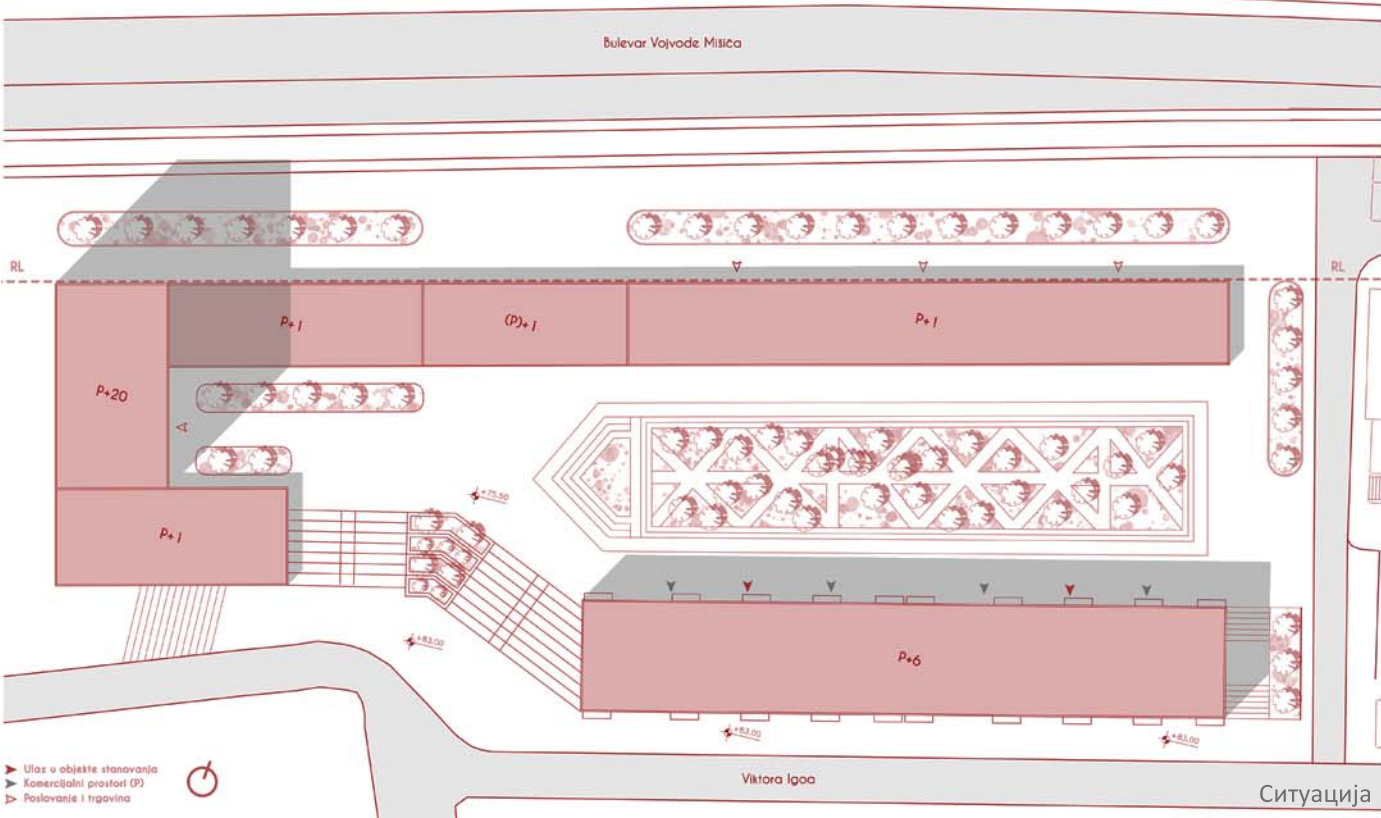 Bulevar Vojvode Mišića
RL
RL
P+1
(P)+1
P+1
P+20
+75,50
P+1
+83,00
P+6
+83,00
+83,00
Ulaz u objekte stanovanja
Komercijalni prostori (P)
Poslovanje i trgovina
Viktora Igoa
Ситуација